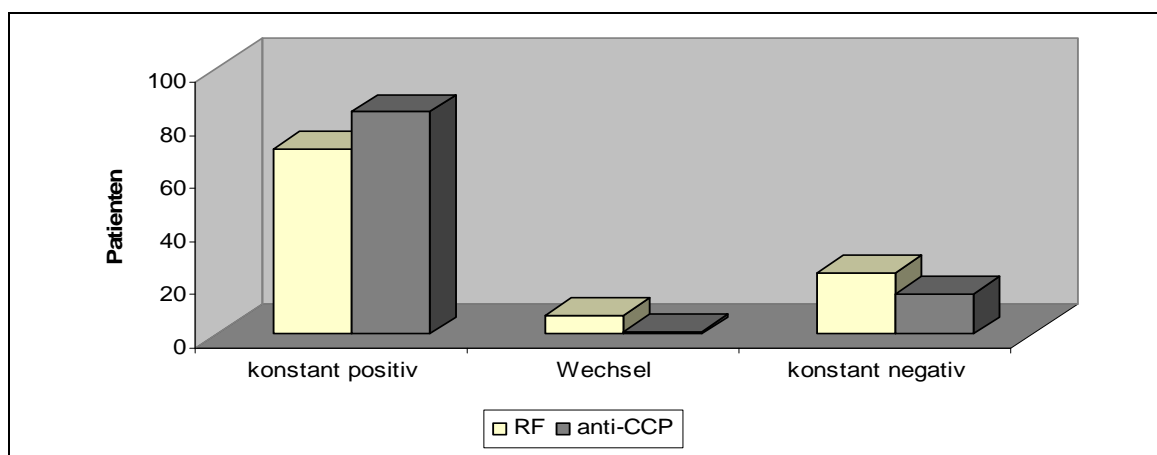 100
80
60
40
20
0
Patienten
konstant positiv
Wechsel
konstant negativ
RF
anti-CCP